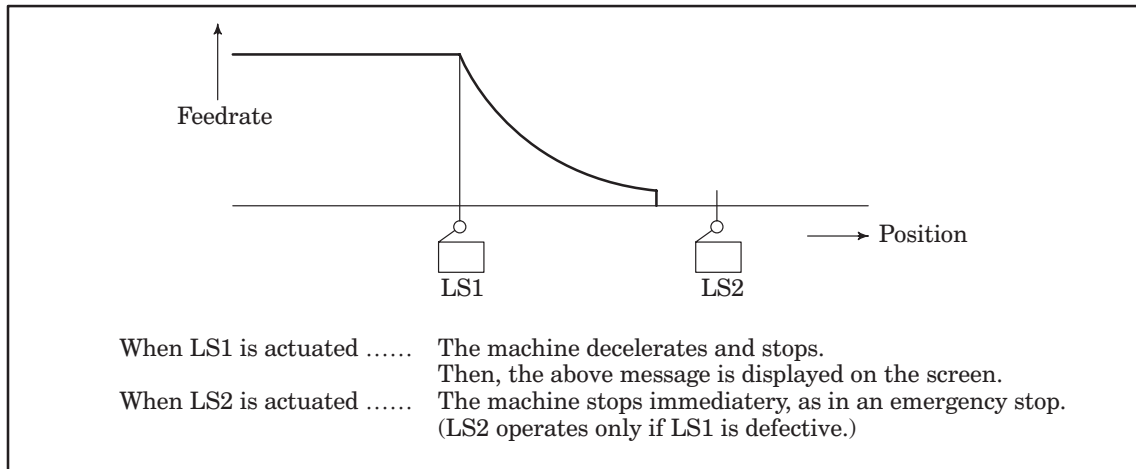 Feedrate
Position
LS1
LS2
When LS1 is actuated …… The machine decelerates and stops.
Then, the above message is displayed on the screen.
When LS2 is actuated …… The machine stops immediatery, as in an emergency stop.
(LS2 operates only if LS1 is defective.)